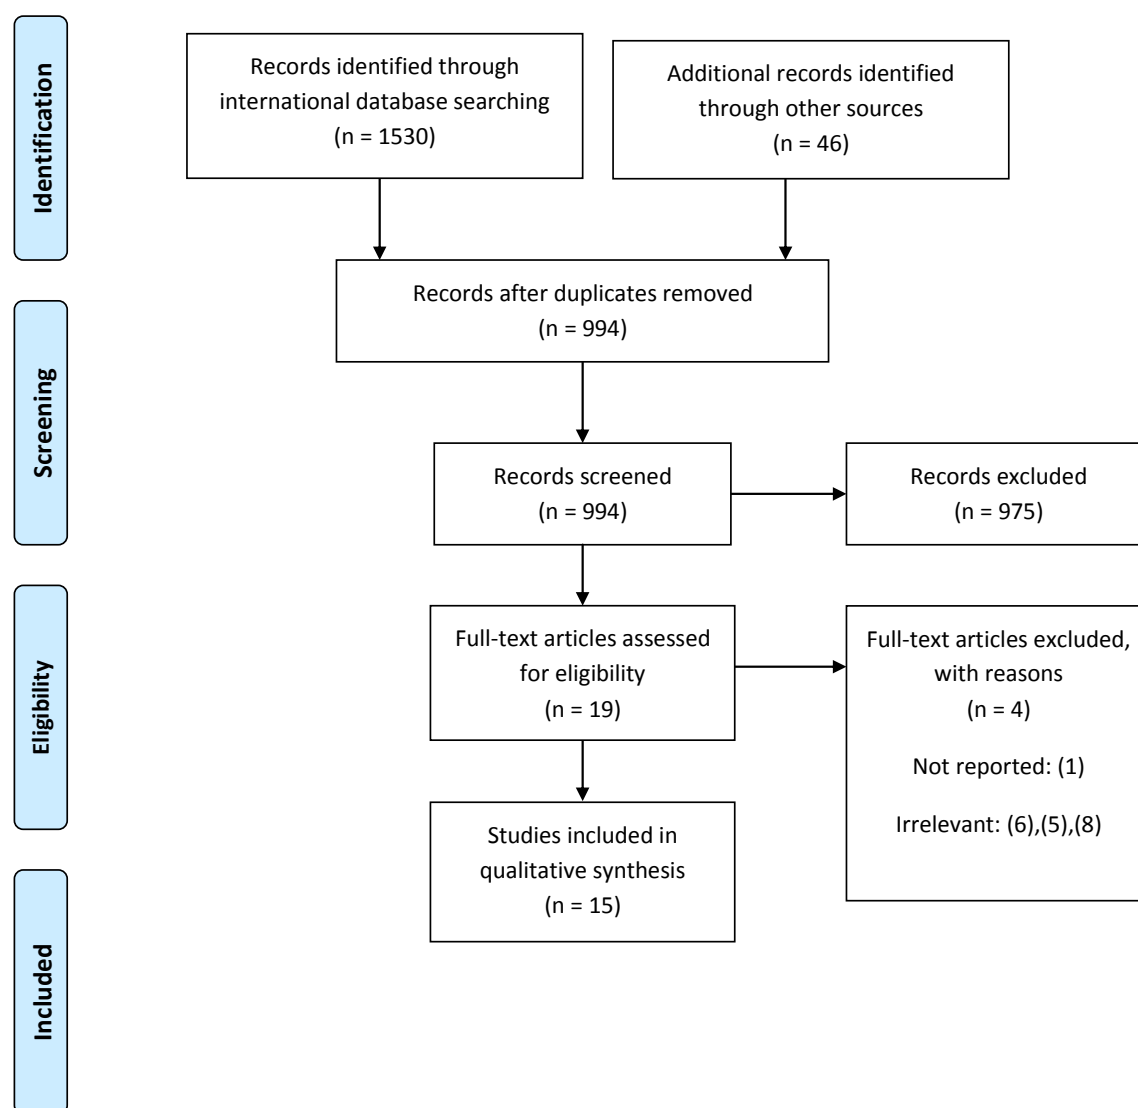 Identification
Records identified through
international database searching
(n = 1530)
Additional records identified
through other sources
(n = 46)
Records after duplicates removed
(n = 994)
Screening
Records screened
(n = 994)
Records excluded
(n = 975)
Eligibility
Full-text articles assessed
for eligibility
(n = 19)
Full-text articles excluded,
with reasons
(n = 4)
Not reported: (1)
Irrelevant: (6),(5),(8)
Studies included in
qualitative synthesis
(n = 15)
Included